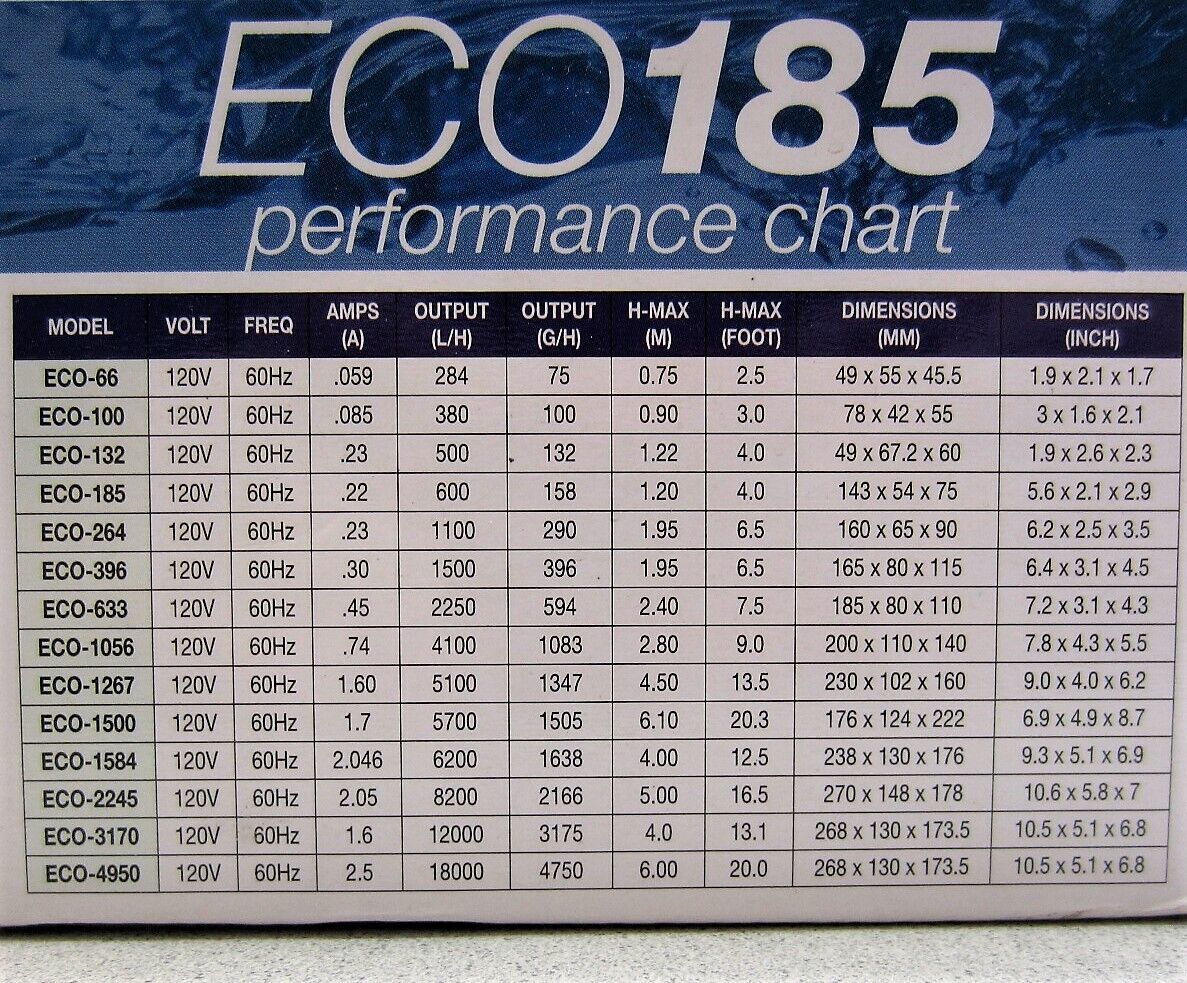 ECO185
performance chart
MODEL VOLT FREQ AMPS (A) OUTPUT (L/H) OUTPUT (G/H) H-MAX (M) H-MAX (FOOT) DIMENSIONS (MM) DIMENSIONS (INCH)
ECO-66 120V 60Hz .059 284 75 0.75 2.5 49 x 55 x 45.5 1.9 x 2.1 x 1.7
ECO-100 120V 60Hz .085 380 100 0.90 3.0 78 x 42 x 55 3 x 1.6 x 2.1
ECO-132 120V 60Hz .23 500 132 1.22 4.0 49 x 67.2 x 60 1.9 x 2.6 x 2.3
ECO-185 120V 60Hz .22 600 158 1.20 4.0 143 x 54 x 75 5.6 x 2.1 x 2.9
ECO-264 120V 60Hz .23 1100 290 1.95 6.5 160 x 65 x 90 6.2 x 2.5 x 3.5
ECO-396 120V 60Hz .30 1500 396 1.95 6.5 165 x 80 x 115 6.4 x 3.1 x 4.5
ECO-633 120V 60Hz .45 2250 594 2.40 7.5 185 x 80 x 110 7.2 x 3.1 x 4.3
ECO-1056 120V 60Hz .74 4100 1083 2.80 9.0 200 x 110 x 140 7.8 x 4.3 x 5.5
ECO-1267 120V 60Hz 1.60 5100 1347 4.50 13.5 230 x 102 x 160 9.0 x 4.0 x 6.2
ECO-1500 120V 60Hz 1.7 5700 1505 6.10 20.3 176 x 124 x 222 6.9 x 4.9 x 8.7
ECO-1584 120V 60Hz 2.046 6200 1638 4.00 12.5 238 x 130 x 176 9.3 x 5.1 x 6.9
ECO-2245 120V 60Hz 2.05 8200 2166 5.00 16.5 270 x 148 x 178 10.6 x 5.8 x 7
ECO-3170 120V 60Hz 1.6 12000 3175 4.0 13.1 268 x 130 x 173.5 10.5 x 5.1 x 6.8
ECO-4950 120V 60Hz 2.5 18000 4750 6.00 20.0 268 x 130 x 173.5 10.5 x 5.1 x 6.8